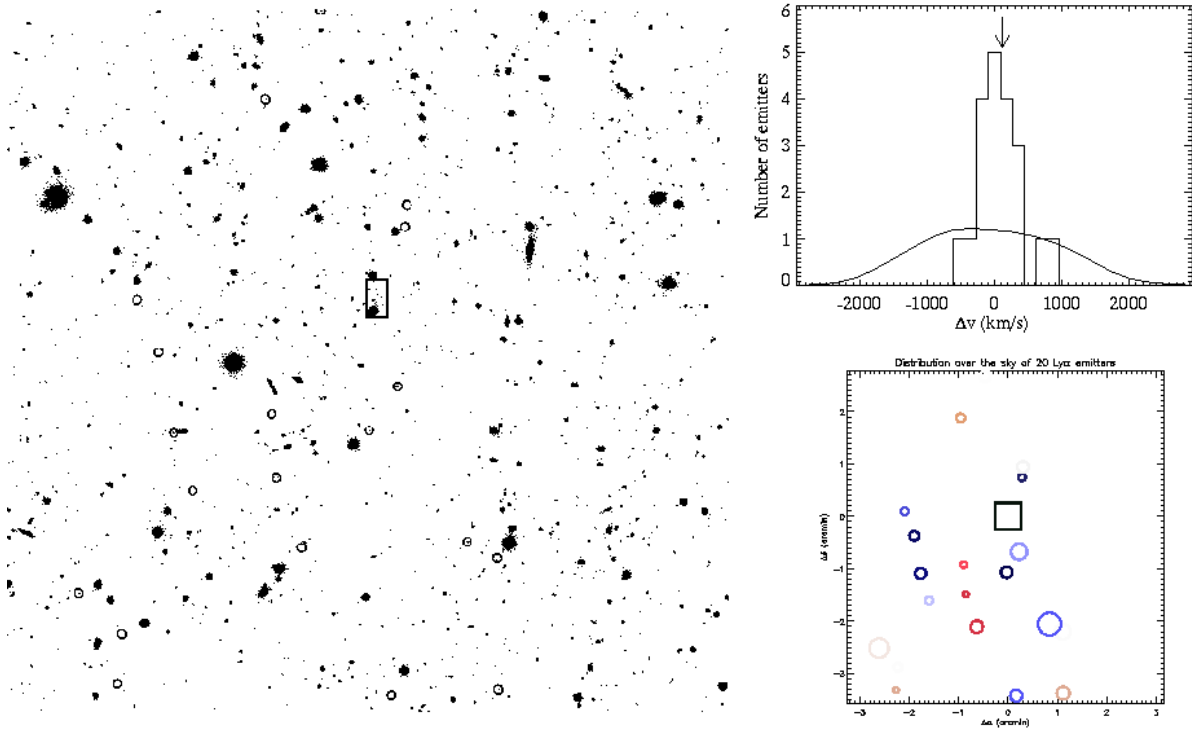 6
5
4
3
2
1
0
Number of emitters
-2000 -1000 0 1000 2000
Δv (km/s)
Distribution over the sky of 20 Lyα emitters
2
1
0
-1
-2
-3
Δδ (arcmin)
-3 -2 -1 0 1 2 3
Δα (arcmin)